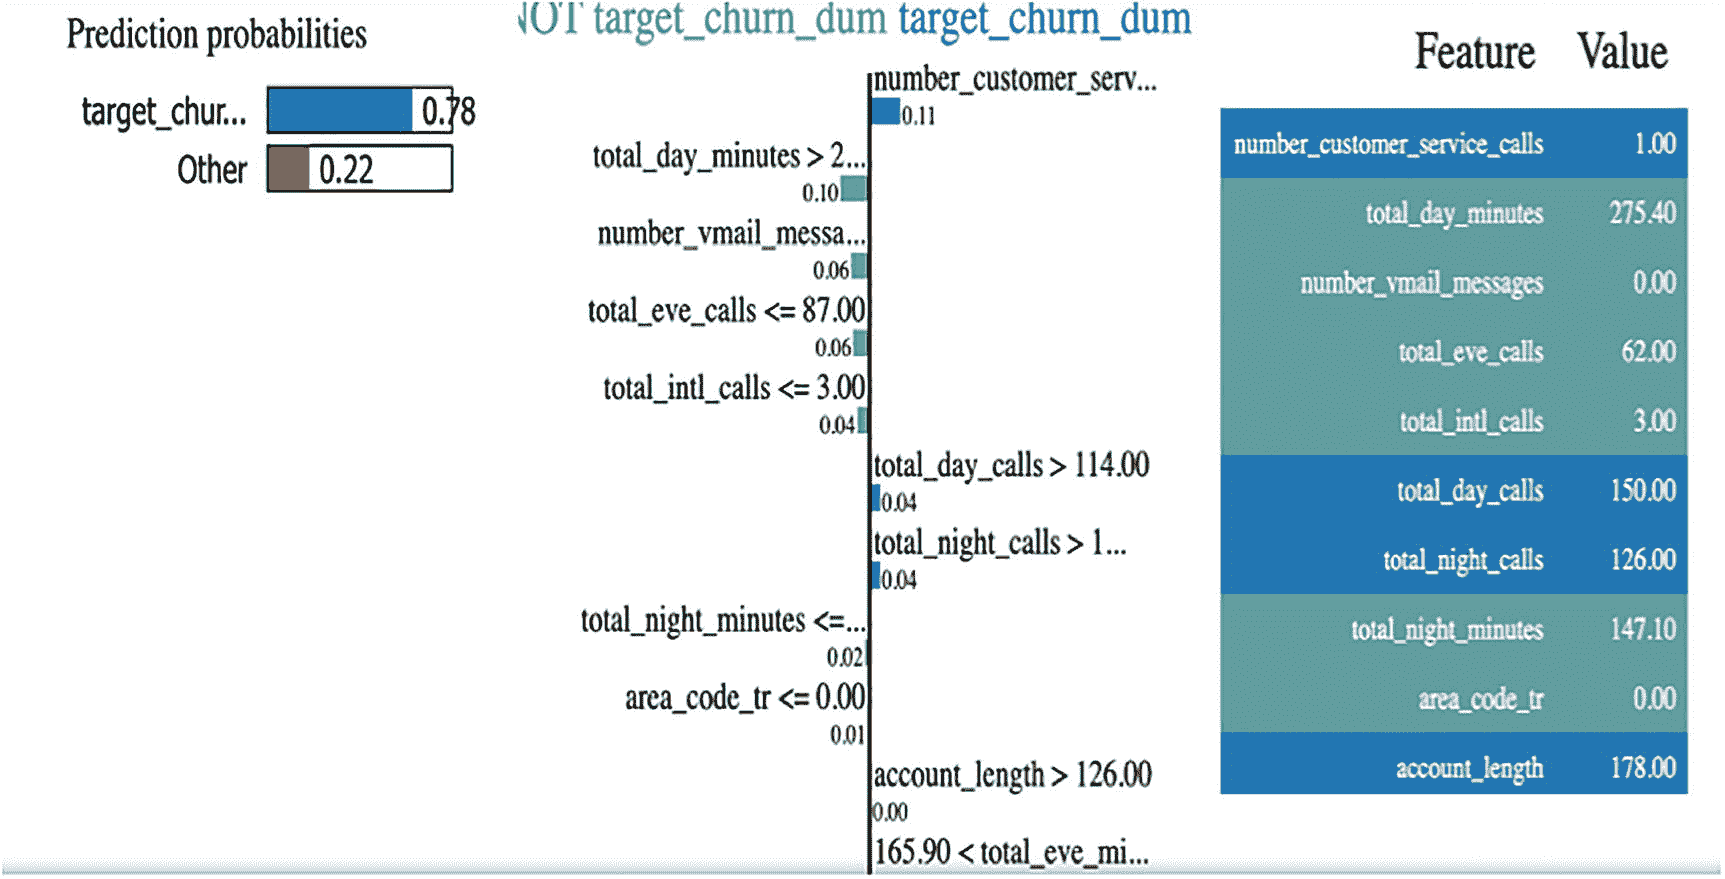 Prediction probabilities
target_chur... 0.78
Other 0.22
NOT target_churn_dum target_churn_dum
number_customer_serv...
0.11
total_day_minutes > 2...
0.10
number_vmail_messa...
0.06
total_eve_calls <= 87.00
0.06
total_intl_calls <= 3.00
0.04
total_day_calls > 114.00
0.04
total_night_calls > 1...
0.04
total_night_minutes <=...
0.02
area_code_tr <= 0.00
0.01
account_length > 126.00
0.00
165.90 < total_eve_mi...
Feature Value
number_customer_service_calls 1.00
total_day_minutes 275.40
number_vmail_messages 0.00
total_eve_calls 62.00
total_intl_calls 3.00
total_day_calls 150.00
total_night_calls 126.00
total_night_minutes 147.10
area_code_tr 0.00
account_length 178.00